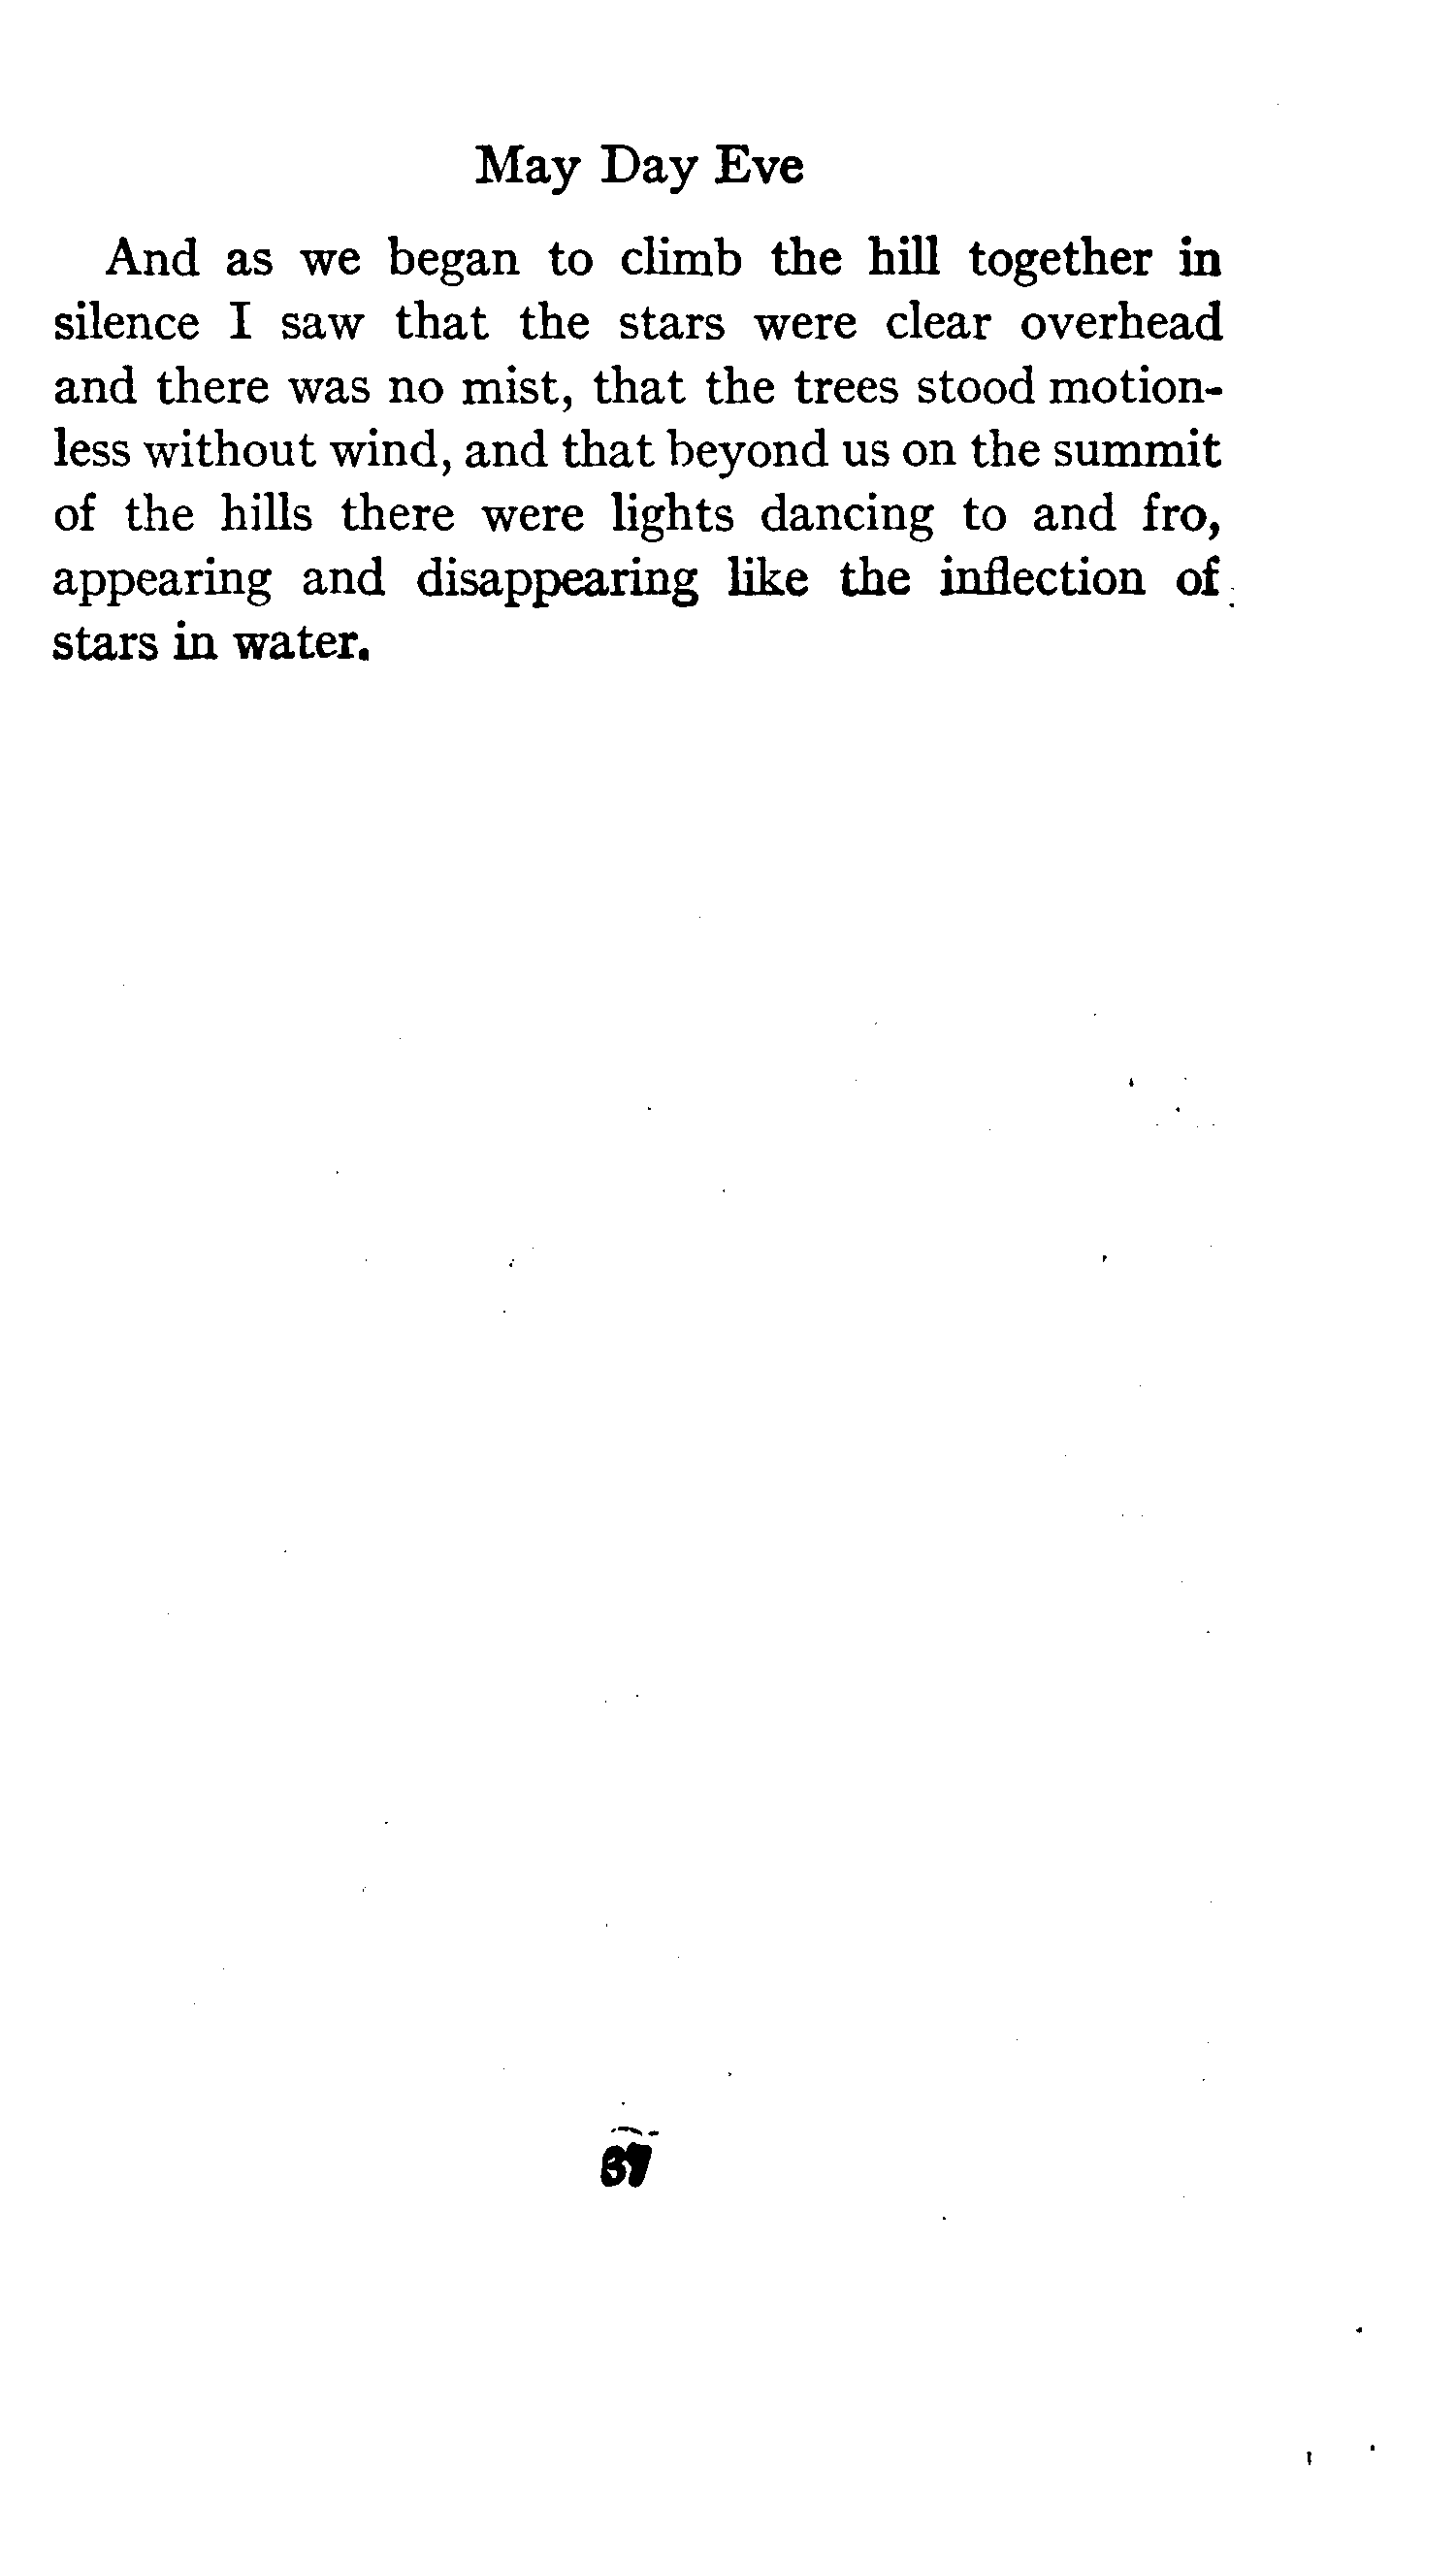 May Day Eve
And as we began to climb the hill together in
silence I saw that the stars were clear overhead
and there was no mist, that the trees stood motion-
less without wind, and that beyond us on the summit
of the hills there were lights dancing to and fro,
appearing and disappearing like the inflection of
stars in water.